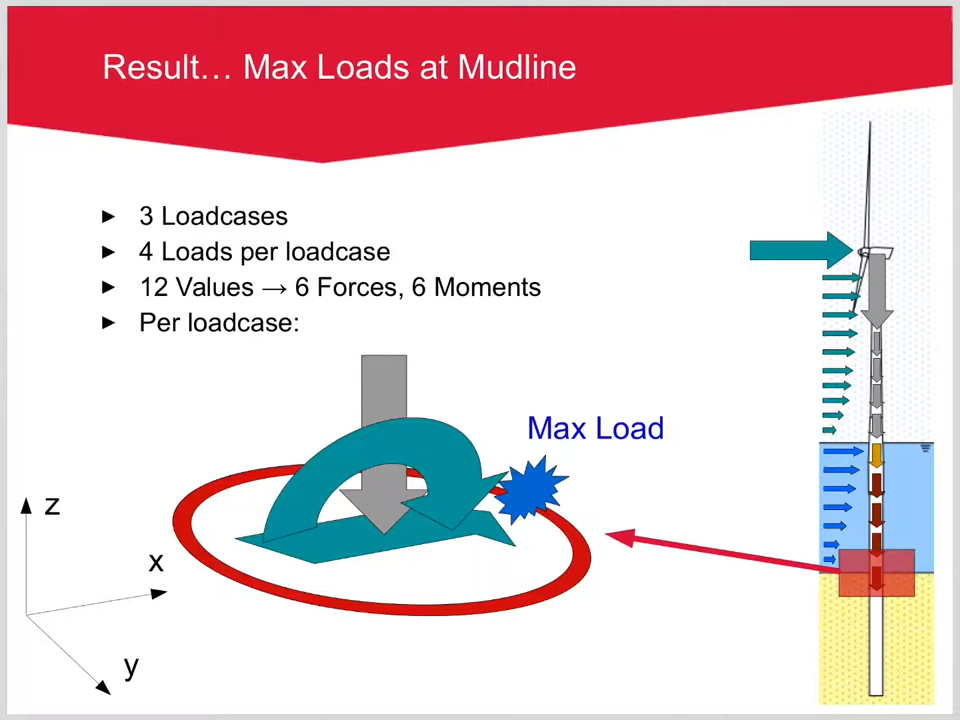 Result… Max Loads at Mudline
► 3 Loadcases
► 4 Loads per loadcase
► 12 Values → 6 Forces, 6 Moments
► Per loadcase:
Max Load
z
x
y